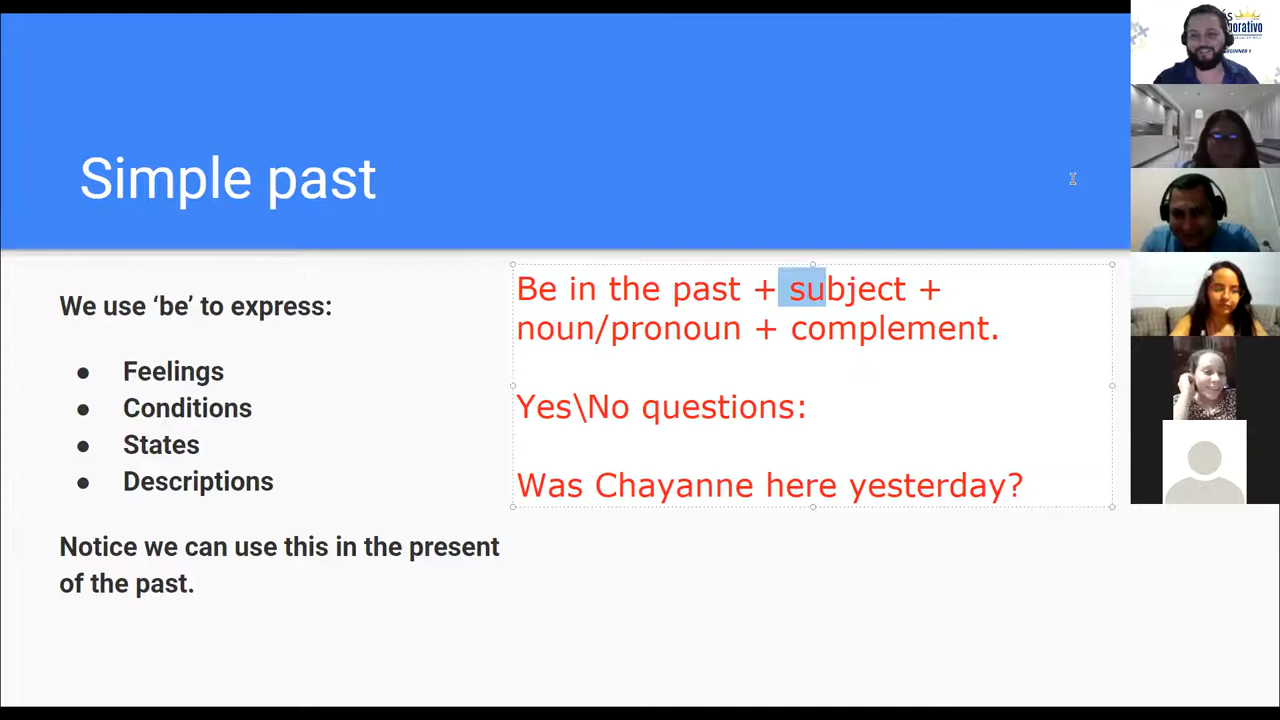 Simple past
We use ‘be’ to express:
● Feelings
● Conditions
● States
● Descriptions
Notice we can use this in the present
of the past.
Be in the past + subject +
noun/pronoun + complement.
Yes\No questions:
Was Chayanne here yesterday?